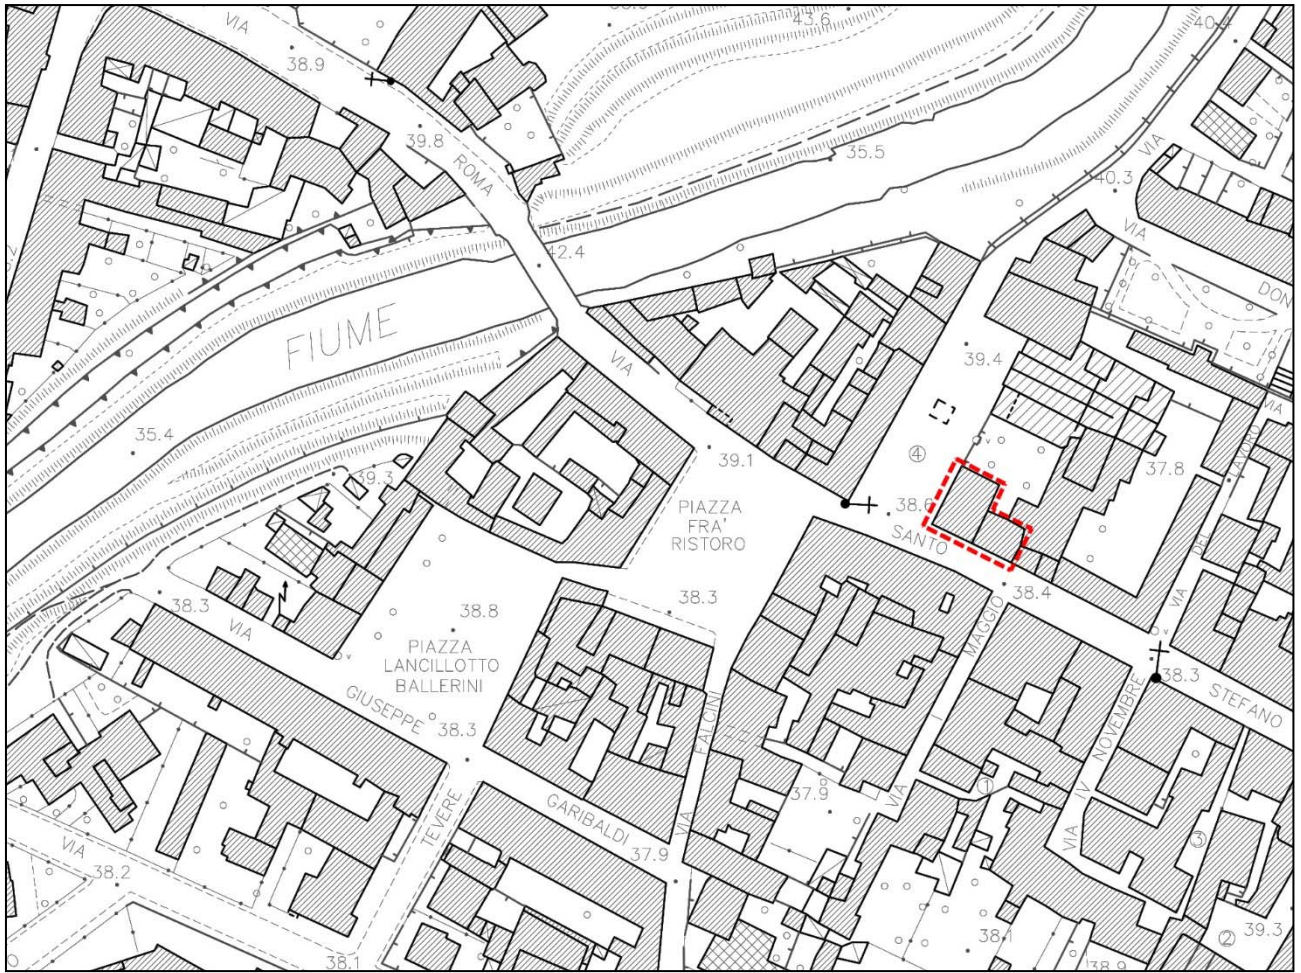 VIA
38.9
43.6
40.4
39.8
ROMA
35.5
VIA
40.3
VIA
DON
42.4
FIUME
VIA
39.4
VIA
35.4
39.3
39.1
④
37.8
LAVORO
DEL
VIA
PIAZZA
FRA'
RISTORO
38.6
SANTO
38.3
VIA
38.8
38.3
38.4
PIAZZA
LANCILLOTTO
BALLERINI
MAGGIO
38.3
STEFANO
GIUSEPPE
38.3
FALCINI
NOVEMBRE
IV
VIA
①
VIA
37.9
GARIBALDI
TEVERE
VIA
37.9
③
VIA
38.2
38.1
38.1
39.3
②
38.9